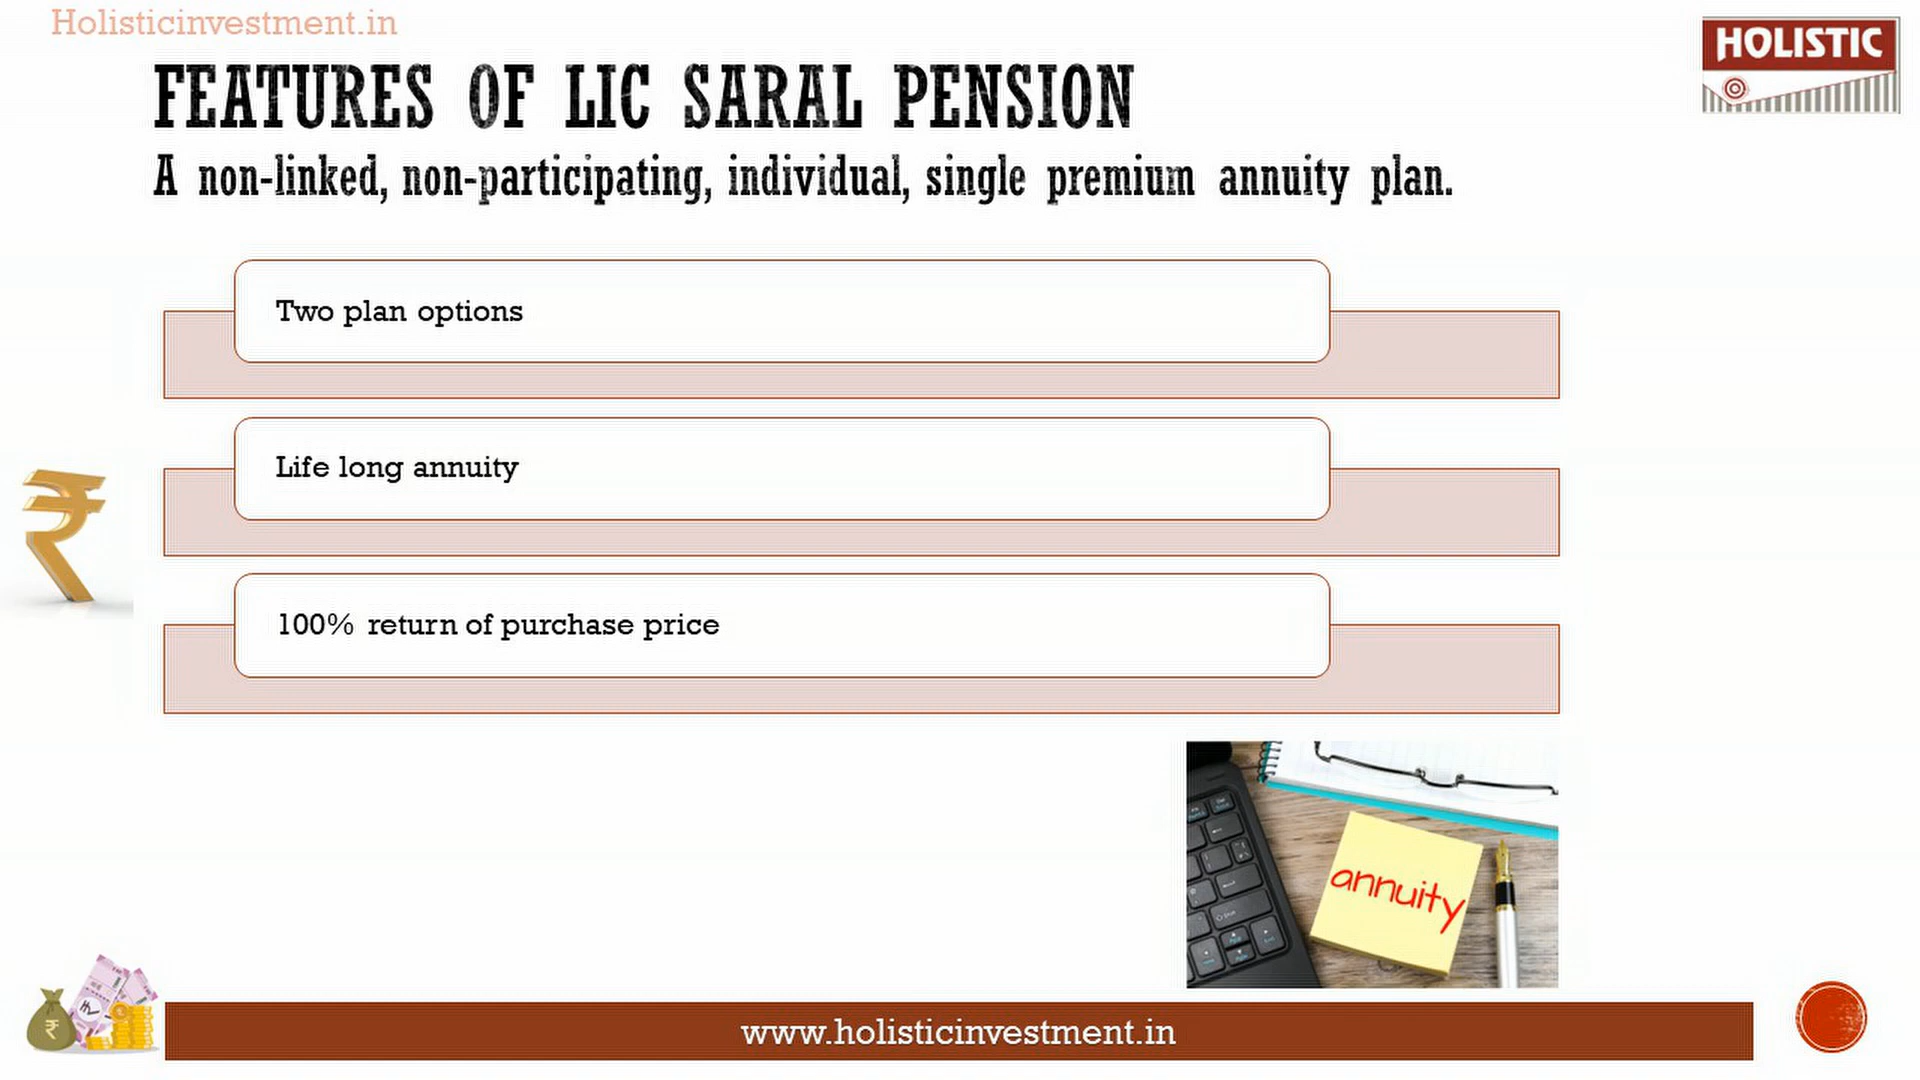 Holisticinvestment.in
HOLISTIC
FEATURES OF LIC SARAL PENSION
A non-linked, non-participating, individual, single premium annuity plan.
Two plan options
Life long annuity
100% return of purchase price
annuity
www.holisticinvestment.in